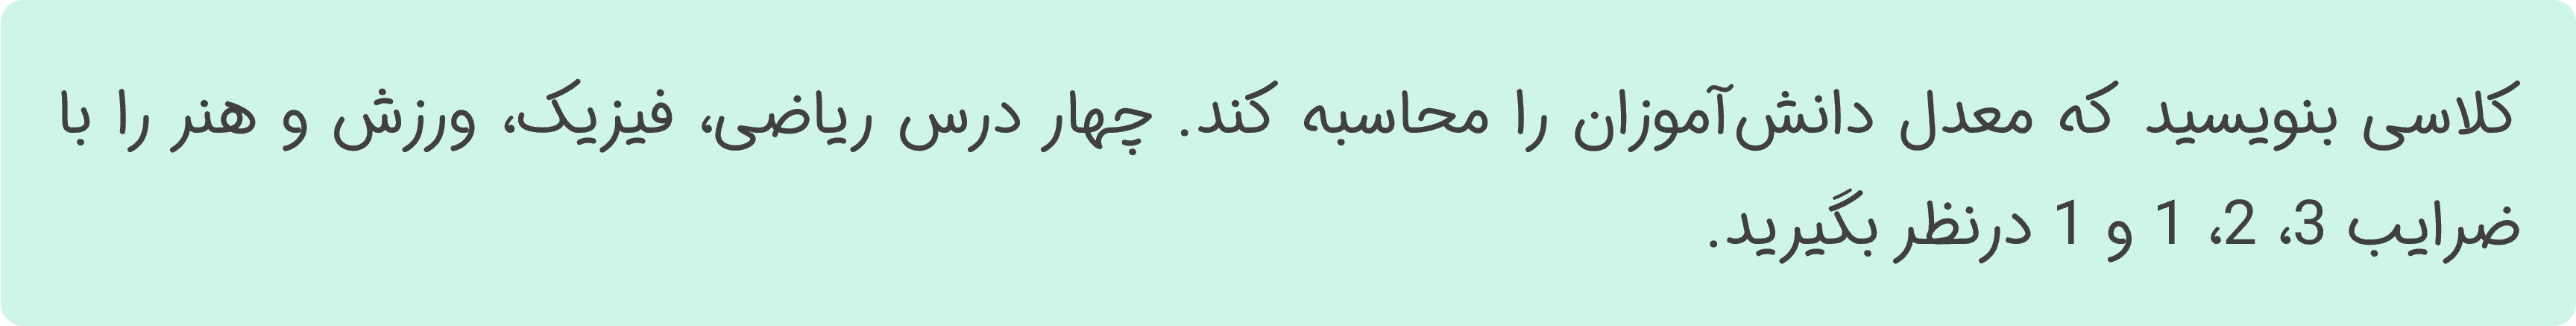 کلاسی بنویسید که معدل دانش‌آموزان را محاسبه کند. چهار درس ریاضی، فیزیک، ورزش و هنر را با
ضرایب 3، 2، 1 و 1 درنظر بگیرید.